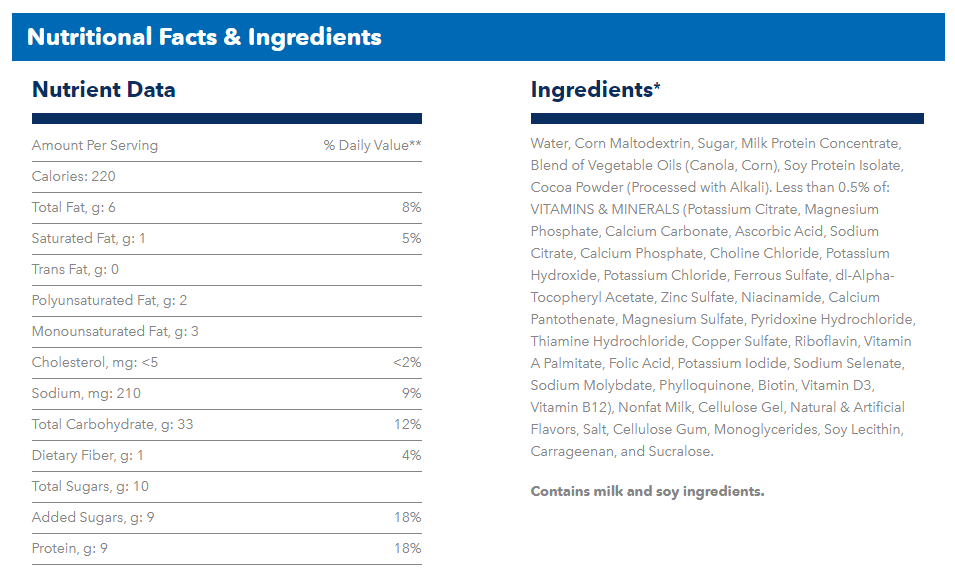 Nutritional Facts & Ingredients
Nutrient Data
Amount Per Serving % Daily Value**
Calories: 220
Total Fat, g: 6 8%
Saturated Fat, g: 1 5%
Trans Fat, g: 0
Polyunsaturated Fat, g: 2
Monounsaturated Fat, g: 3
Cholesterol, mg: <5 <2%
Sodium, mg: 210 9%
Total Carbohydrate, g: 33 12%
Dietary Fiber, g: 1 4%
Total Sugars, g: 10
Added Sugars, g: 9 18%
Protein, g: 9 18%
Ingredients*
Water, Corn Maltodextrin, Sugar, Milk Protein Concentrate,
Blend of Vegetable Oils (Canola, Corn), Soy Protein Isolate,
Cocoa Powder (Processed with Alkali). Less than 0.5% of:
VITAMINS & MINERALS (Potassium Citrate, Magnesium
Phosphate, Calcium Carbonate, Ascorbic Acid, Sodium
Citrate, Calcium Phosphate, Choline Chloride, Potassium
Hydroxide, Potassium Chloride, Ferrous Sulfate, dl-Alpha-
Tocopheryl Acetate, Zinc Sulfate, Niacinamide, Calcium
Pantothenate, Magnesium Sulfate, Pyridoxine Hydrochloride,
Thiamine Hydrochloride, Copper Sulfate, Riboflavin, Vitamin
A Palmitate, Folic Acid, Potassium Iodide, Sodium Selenate,
Sodium Molybdate, Phylloquinone, Biotin, Vitamin D3,
Vitamin B12), Nonfat Milk, Cellulose Gel, Natural & Artificial
Flavors, Salt, Cellulose Gum, Monoglycerides, Soy Lecithin,
Carrageenan, and Sucralose.
Contains milk and soy ingredients.